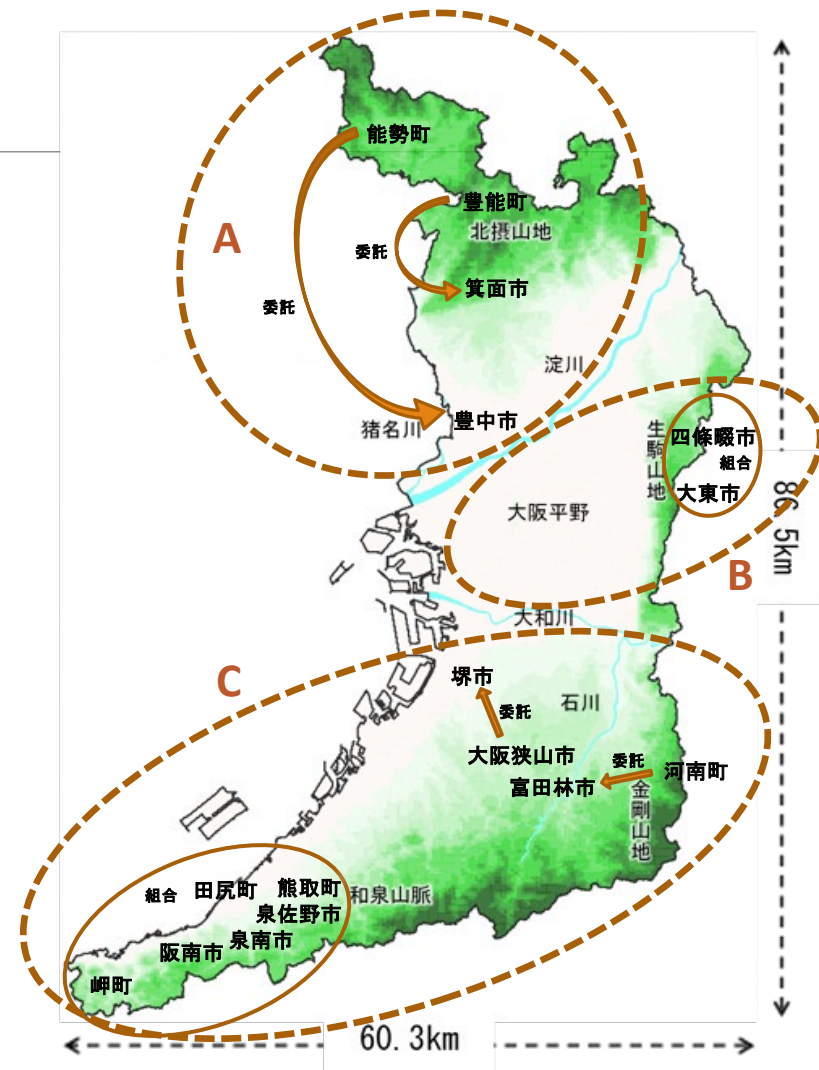 能勢町
豊能町
A
北摂山地
委託
箕面市
委託
淀川
豊中市
猪名川
生駒山地
四條畷市
組合
大東市
大阪平野
86.5km
B
大和川
C
堺市
石川
委託
大阪狭山市
委託
河南町
富田林市
金剛山地
組合
田尻町
熊取町
和泉山脈
泉佐野市
泉南市
阪南市
岬町
60.3km